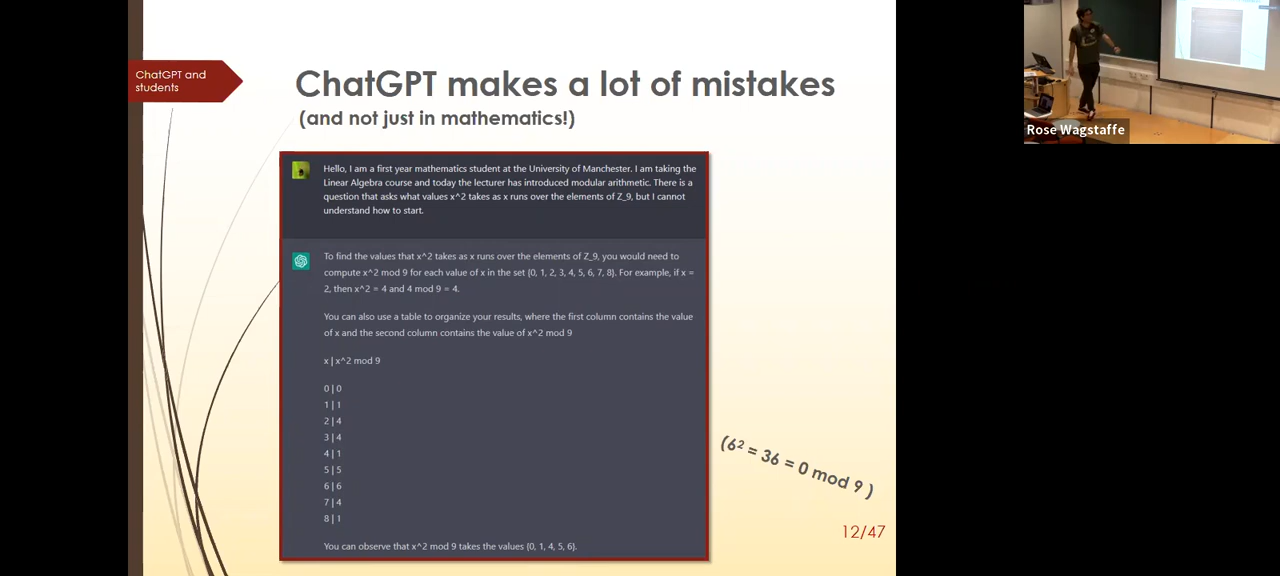 ChatGPT and
students
ChatGPT makes a lot of mistakes
(and not just in mathematics!)
Hello, I am a first year mathematics student at the University of Manchester. I am taking the
Linear Algebra course and today the lecturer has introduced modular arithmetic. There is a
question that asks what values x^2 takes as x runs over the elements of Z_9, but I cannot
understand how to start.
To find the values that x^2 takes as x runs over the elements of Z_9, you would need to
compute x^2 mod 9 for each value of x in the set {0, 1, 2, 3, 4, 5, 6, 7, 8}. For example, if x =
2, then x^2 = 4 and 4 mod 9 = 4.
You can also use a table to organize your results, where the first column contains the value
of x and the second column contains the value of x^2 mod 9
x | x^2 mod 9
0 | 0
1 | 1
2 | 4
3 | 4
4 | 1
5 | 5
6 | 6
7 | 4
8 | 1
You can observe that x^2 mod 9 takes the values {0, 1, 4, 5, 6}.
(6² = 36 = 0 mod 9 )
12/47
Rose Wagstaffe